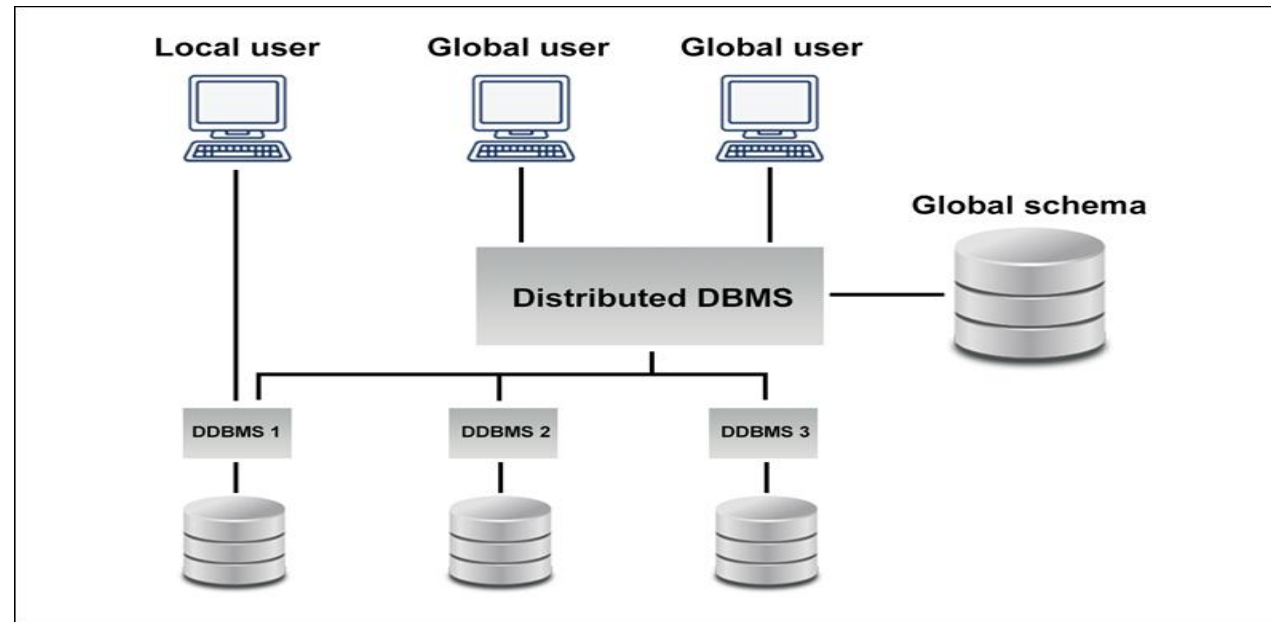 Local user
Global user
Global user
Global schema
Distributed DBMS
DDBMS 1
DDBMS 2
DDBMS 3